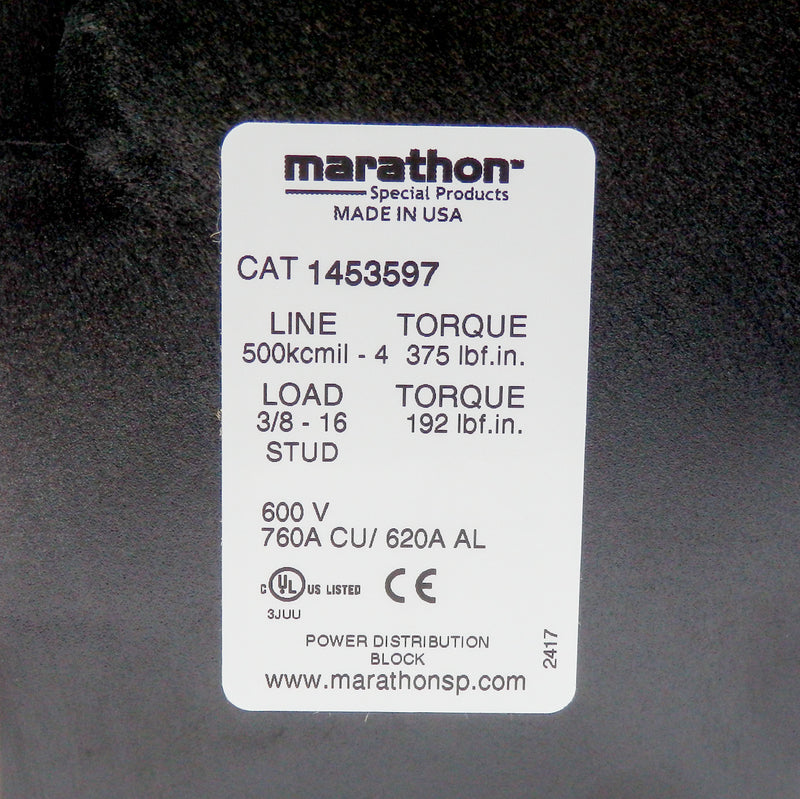 marathon™
Special Products
MADE IN USA
CAT 1453597
LINE TORQUE
500kcmil - 4 375 lbf.in.
LOAD TORQUE
3/8 - 16 192 lbf.in.
STUD
600 V
760A CU/ 620A AL
C UL US LISTED CE
3JUU
POWER DISTRIBUTION
BLOCK
www.marathonsp.com
2417